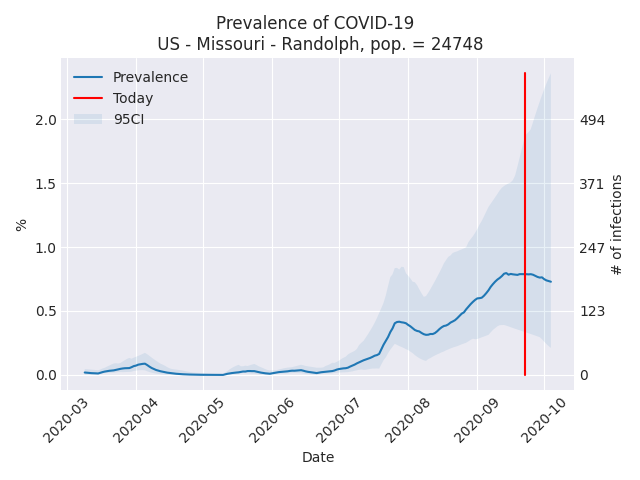 Prevalence of COVID-19
US - Missouri - Randolph, pop. = 24748
Prevalence
Today
95CI
2.0
1.5
1.0
0.5
0.0
%
494
371
247
123
0
# of infections
2020-03
2020-04
2020-05
2020-06
2020-07
2020-08
2020-09
2020-10
Date